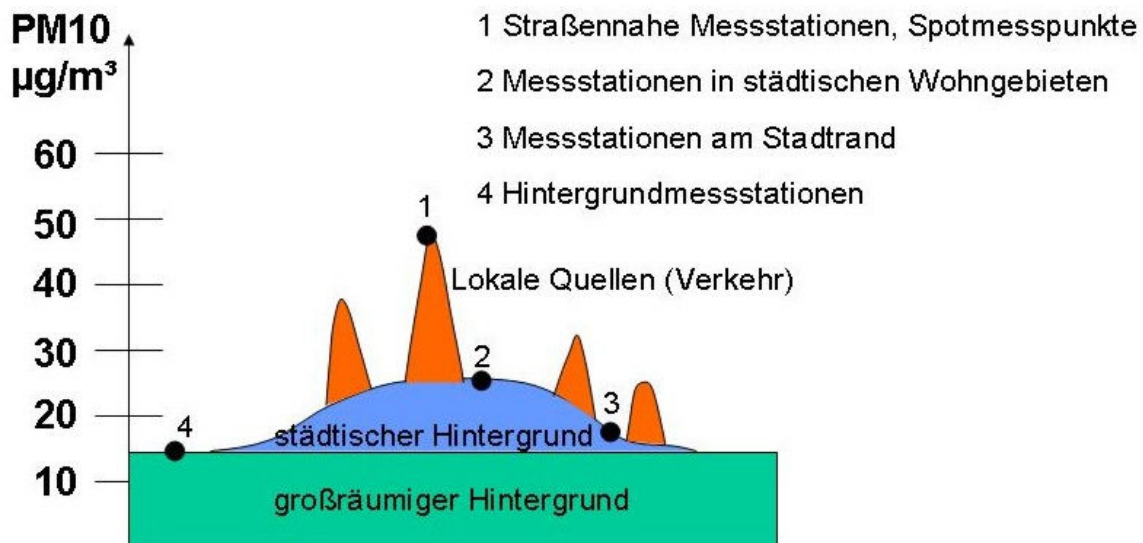 PM10
µg/m³
1 Straßennahe Messstationen, Spotmesspunkte
2 Messstationen in städtischen Wohngebieten
3 Messstationen am Stadtrand
4 Hintergrundmessstationen
60
50
40
30
20
10
1
Lokale Quellen (Verkehr)
2
3
4
städtischer Hintergrund
großräumiger Hintergrund